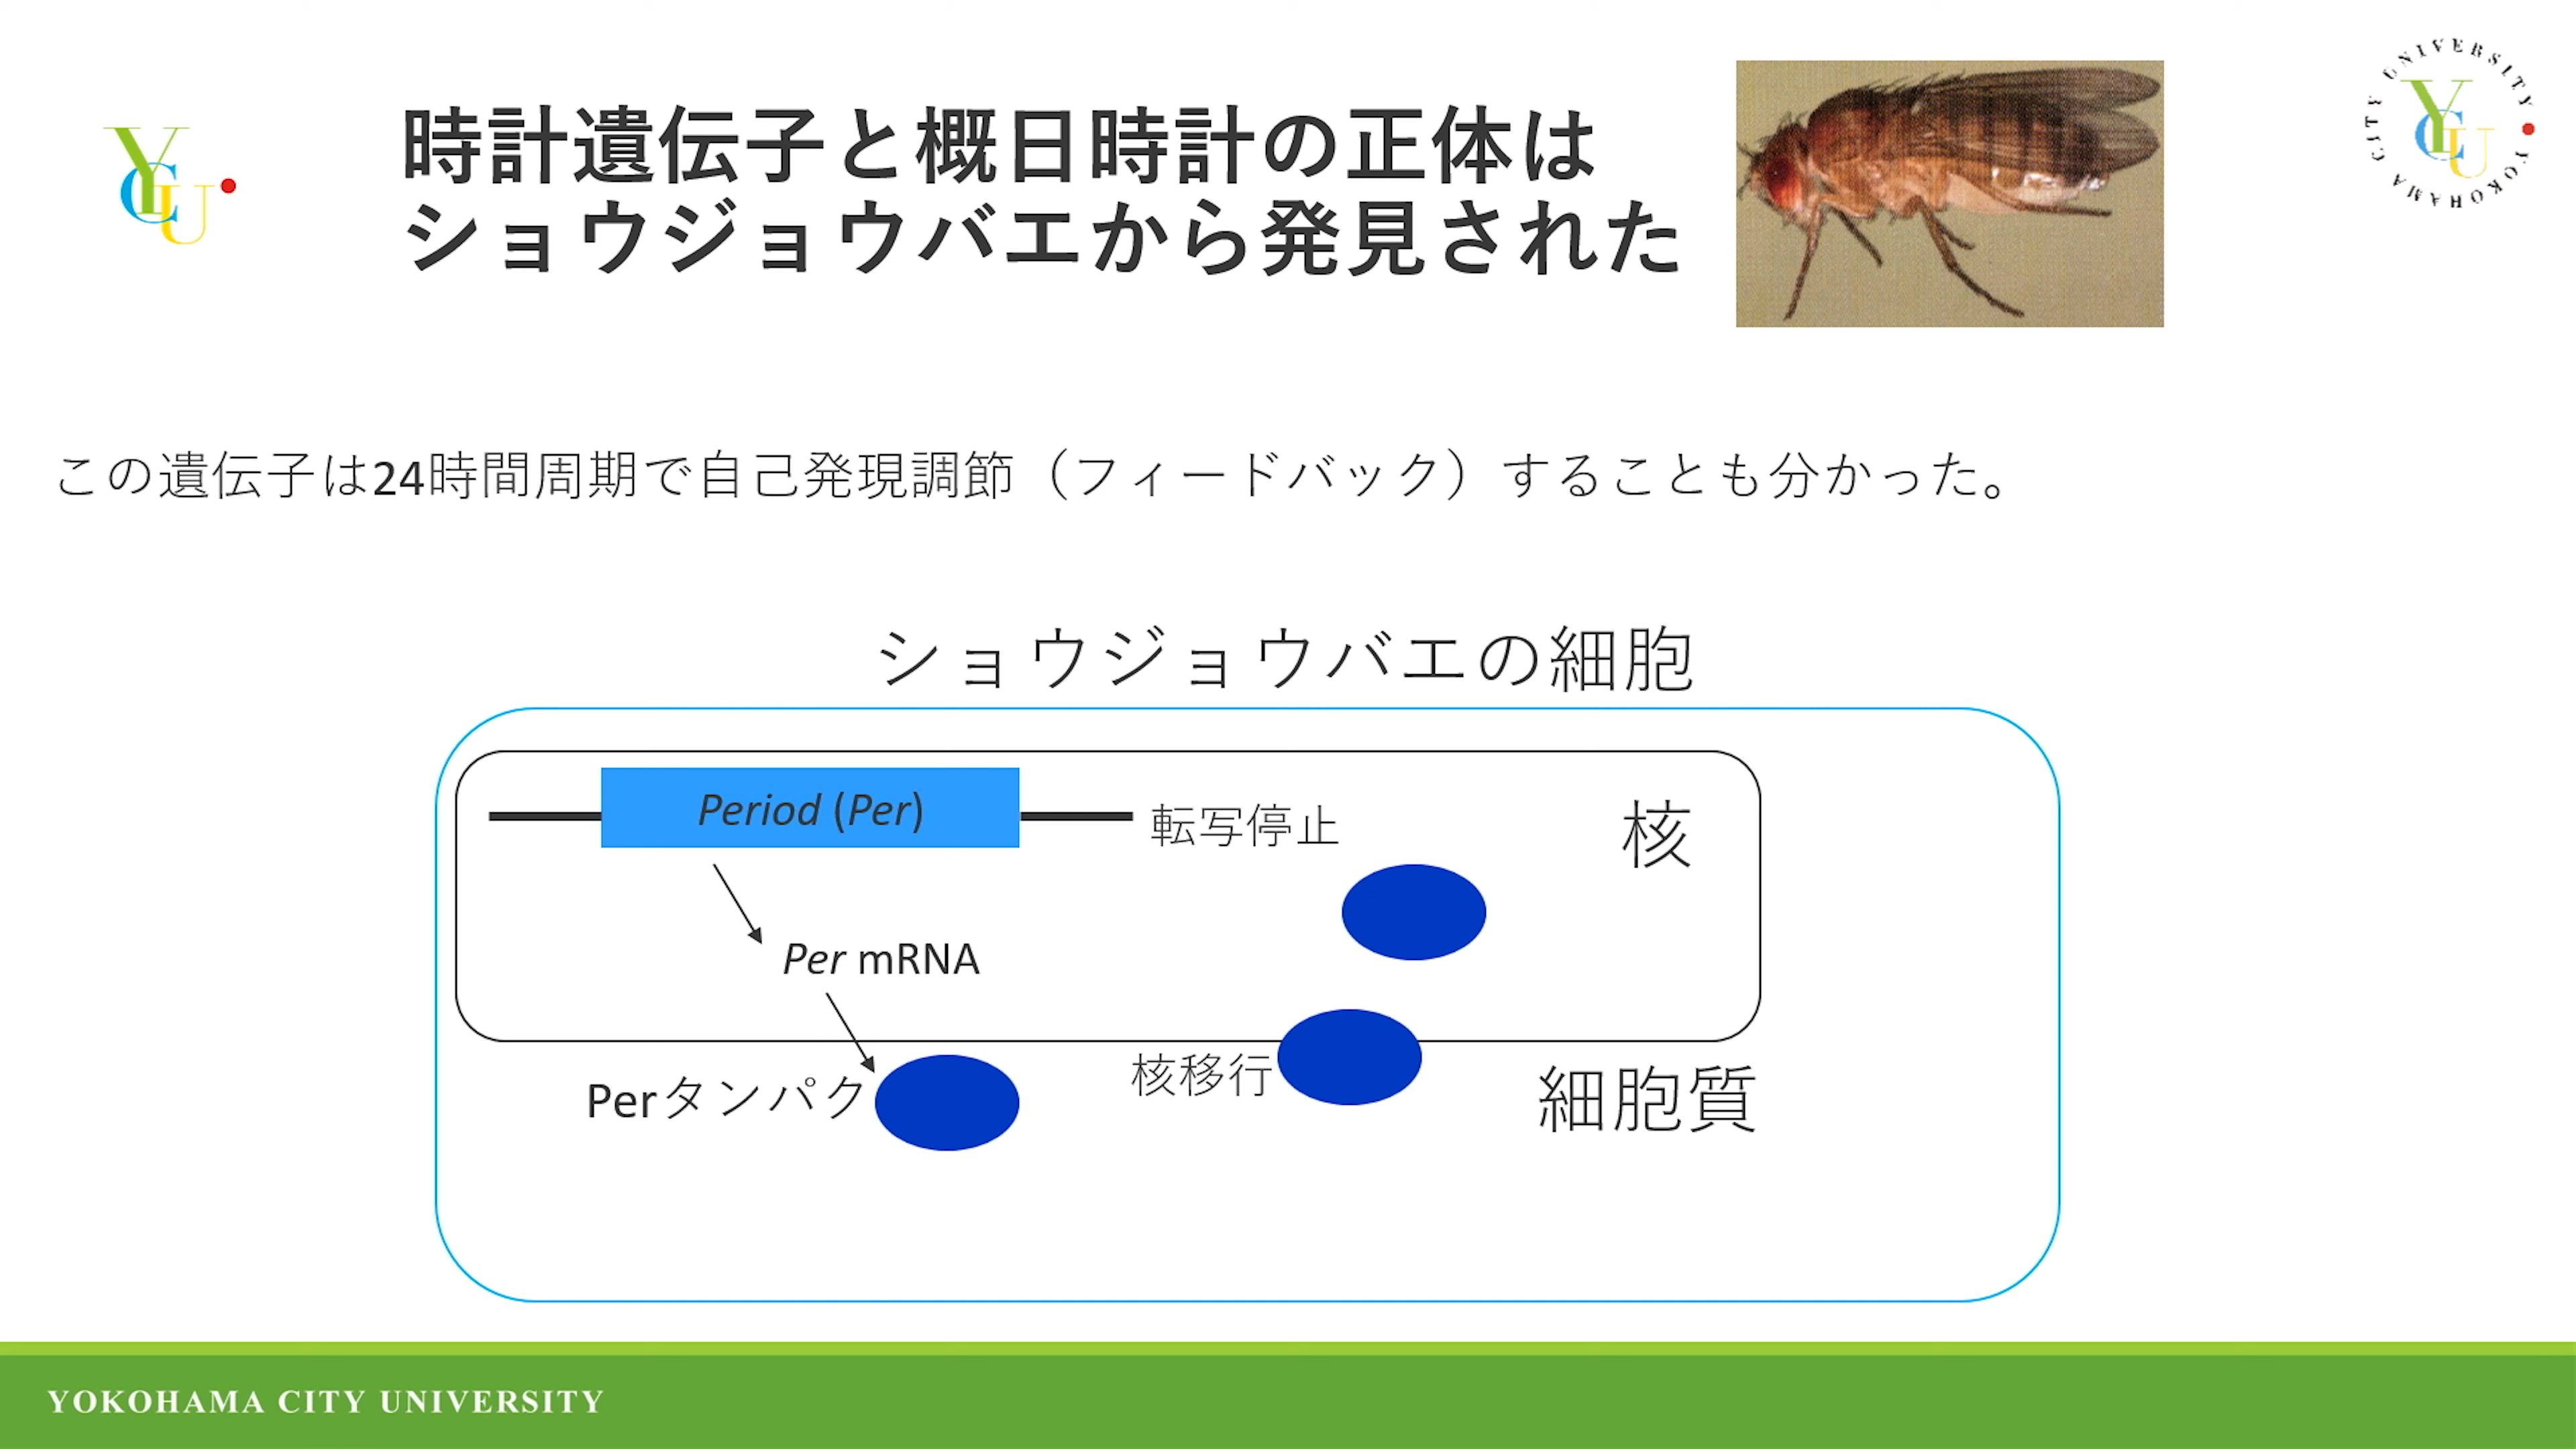 時計遺伝子と概日時計の正体は
ショウジョウバエから発見された
YCU
YOKOHAMA CITY UNIVERSITY
YCU
この遺伝子は24時間周期で自己発現調節（フィードバック）することも分かった。
ショウジョウバエの細胞
Period (Per)
転写停止
核
Per mRNA
Perタンパク
核移行
細胞質
YOKOHAMA CITY UNIVERSITY